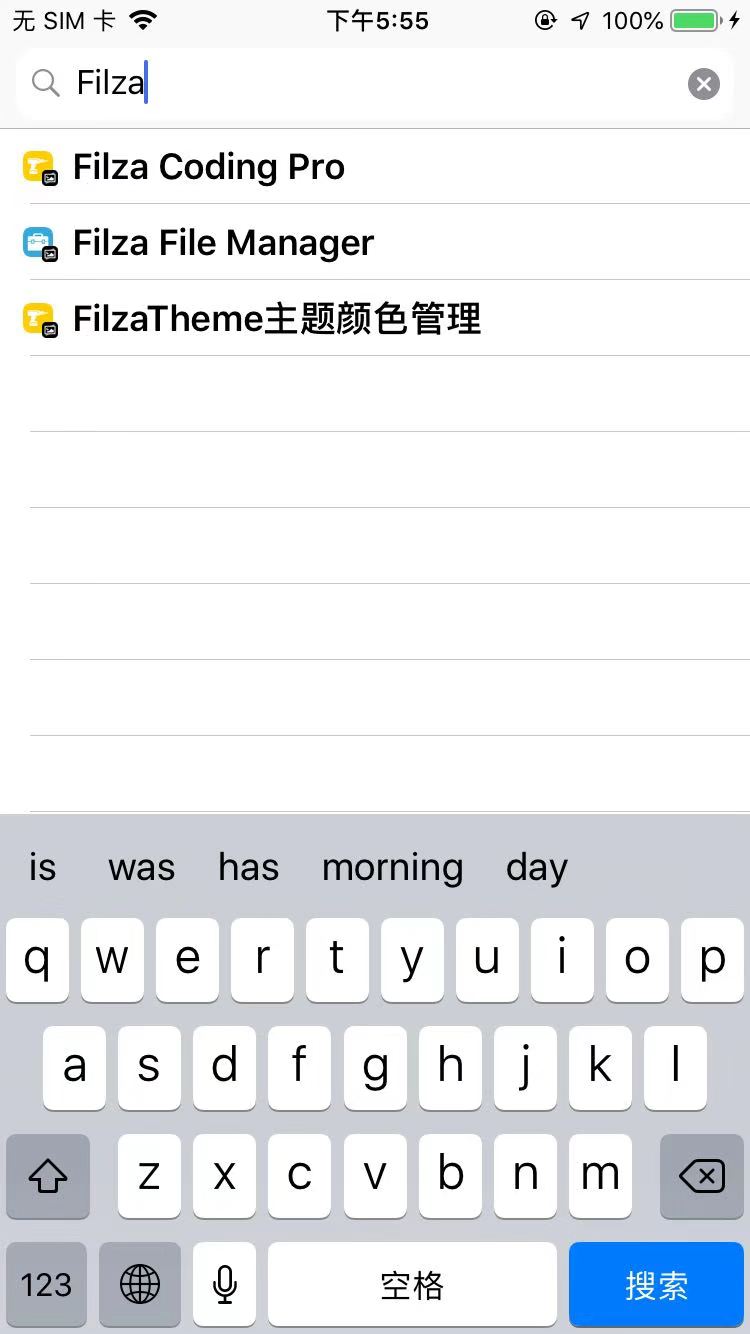 无 SIM 卡 下午5:55 100%
Filza
Filza Coding Pro
Filza File Manager
FilzaTheme主题颜色管理
is was has morning day
q w e r t y u i o p
a s d f g h j k l
z x c v b n m
123 空格 搜索